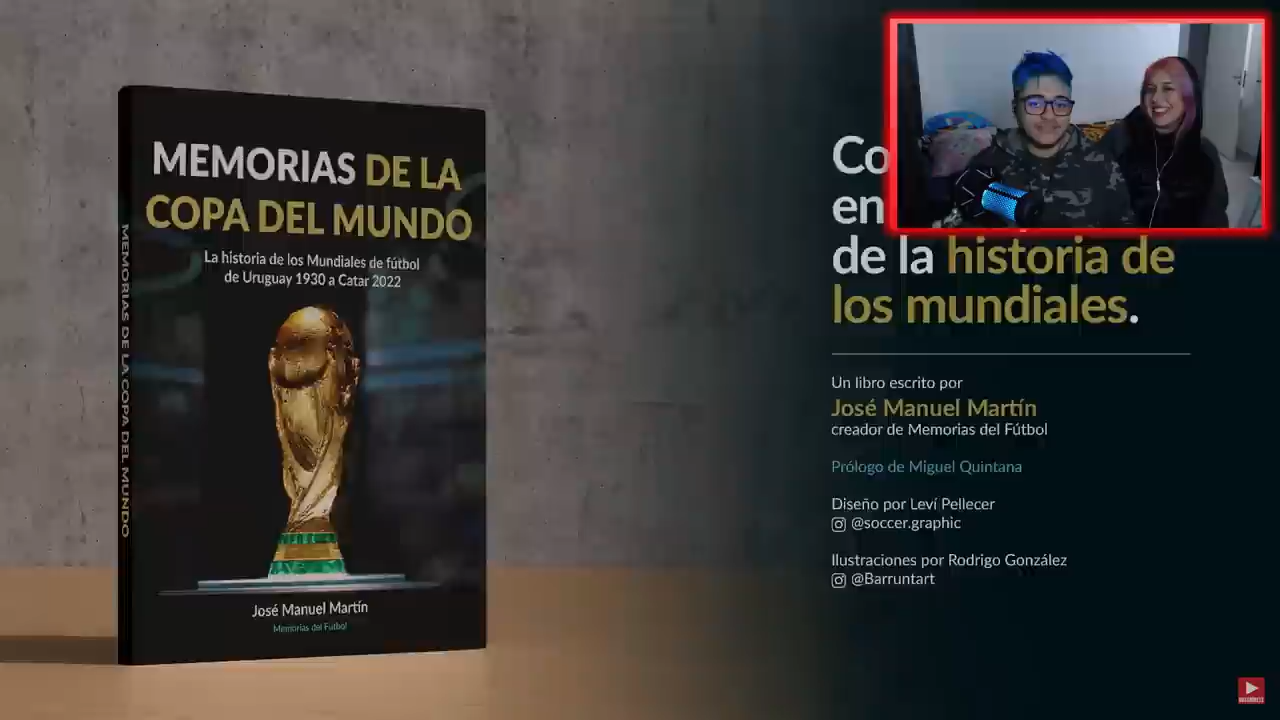 MEMORIAS DE LA
COPA DEL MUNDO
La historia de los Mundiales de fútbol
de Uruguay 1930 a Catar 2022
MEMORIAS DE LA COPA DEL MUNDO
José Manuel Martín
Memorias del Fútbol
Co
en
de la historia de
los mundiales.
Un libro escrito por
José Manuel Martín
creador de Memorias del Fútbol
Prólogo de Miguel Quintana
Diseño por Leví Pellecer
@soccer.graphic
Ilustraciones por Rodrigo González
@Barruntart